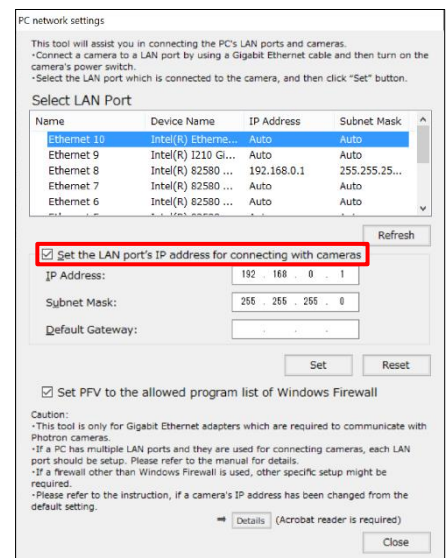 PC network settings
This tool will assist you in connecting the PC's LAN ports and cameras.
・Connect a camera to a LAN port by using a Gigabit Ethernet cable and then turn on the
camera's power switch.
・Select the LAN port which is connected to the camera, and then click "Set" button.
Select LAN Port
Name Device Name IP Address Subnet Mask
Ethernet 10 Intel(R) Etherne... Auto Auto
Ethernet 9 Intel(R) I210 Gi... Auto Auto
Ethernet 8 Intel(R) 82580 ... 192.168.0.1 255.255.25...
Ethernet 7 Intel(R) 82580 ... Auto Auto
Ethernet 6 Intel(R) 82580 ... Auto Auto
Refresh
Set the LAN port's IP address for connecting with cameras
IP Address: 192 . 168 . 0 . 1
Subnet Mask: 255 . 255 . 255 . 0
Default Gateway: . . .
Set Reset
Set PFV to the allowed program list of Windows Firewall
Caution:
・This tool is only for Gigabit Ethernet adapters which are required to communicate with
Photron cameras.
・If a PC has multiple LAN ports and they are used for connecting cameras, each LAN
port should be setup. Please refer to the manual for details.
・If a firewall other than Windows Firewall is used, other specific setup might be
required.
・Please refer to the instruction, if a camera's IP address has been changed from the
default setting.
➡ Details (Acrobat reader is required)
Close